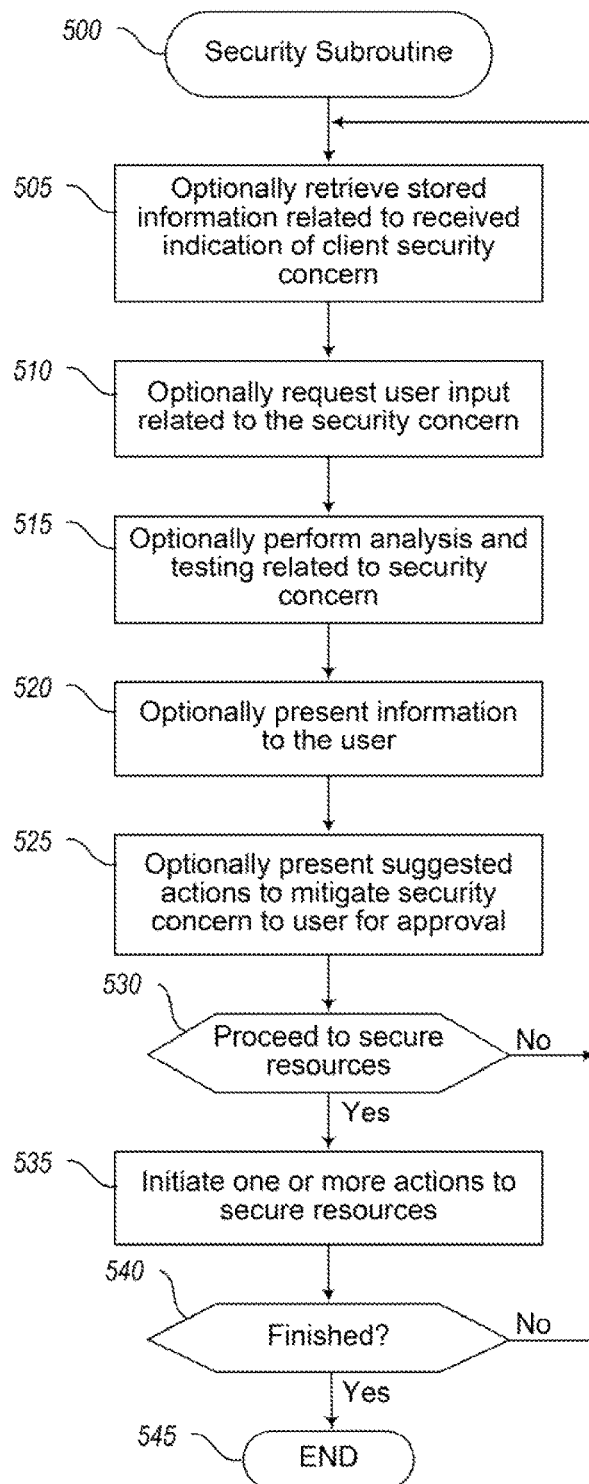 500
Security Subroutine
505
Optionally retrieve stored
information related to received
indication of client security
concern
510
Optionally request user input
related to the security concern
515
Optionally perform analysis and
testing related to security
concern
520
Optionally present information
to the user
525
Optionally present suggested
actions to mitigate security
concern to user for approval
530
Proceed to secure
resources
No
Yes
535
Initiate one or more actions to
secure resources
540
Finished?
No
Yes
545
END